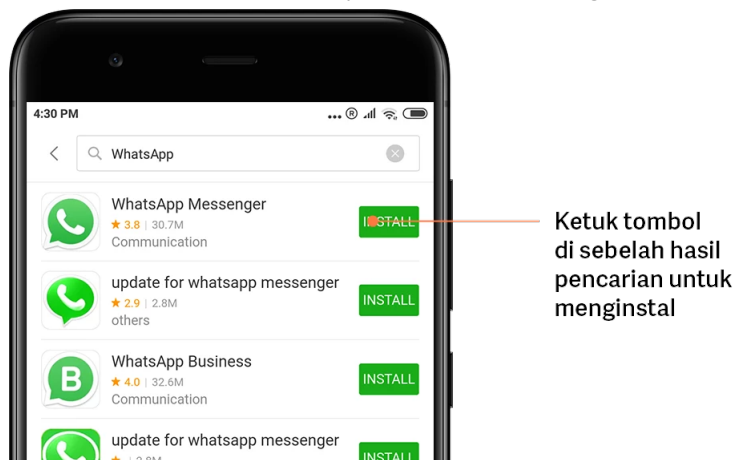 4:30 PM
WhatsApp
WhatsApp Messenger
3.8 | 30.7M
Communication
INSTALL
Ketuk tombol
di sebelah hasil
pencarian untuk
menginstal
update for whatsapp messenger
2.9 | 2.8M
others
INSTALL
WhatsApp Business
4.0 | 32.6M
Communication
INSTALL
B
update for whatsapp messenger
INSTALL